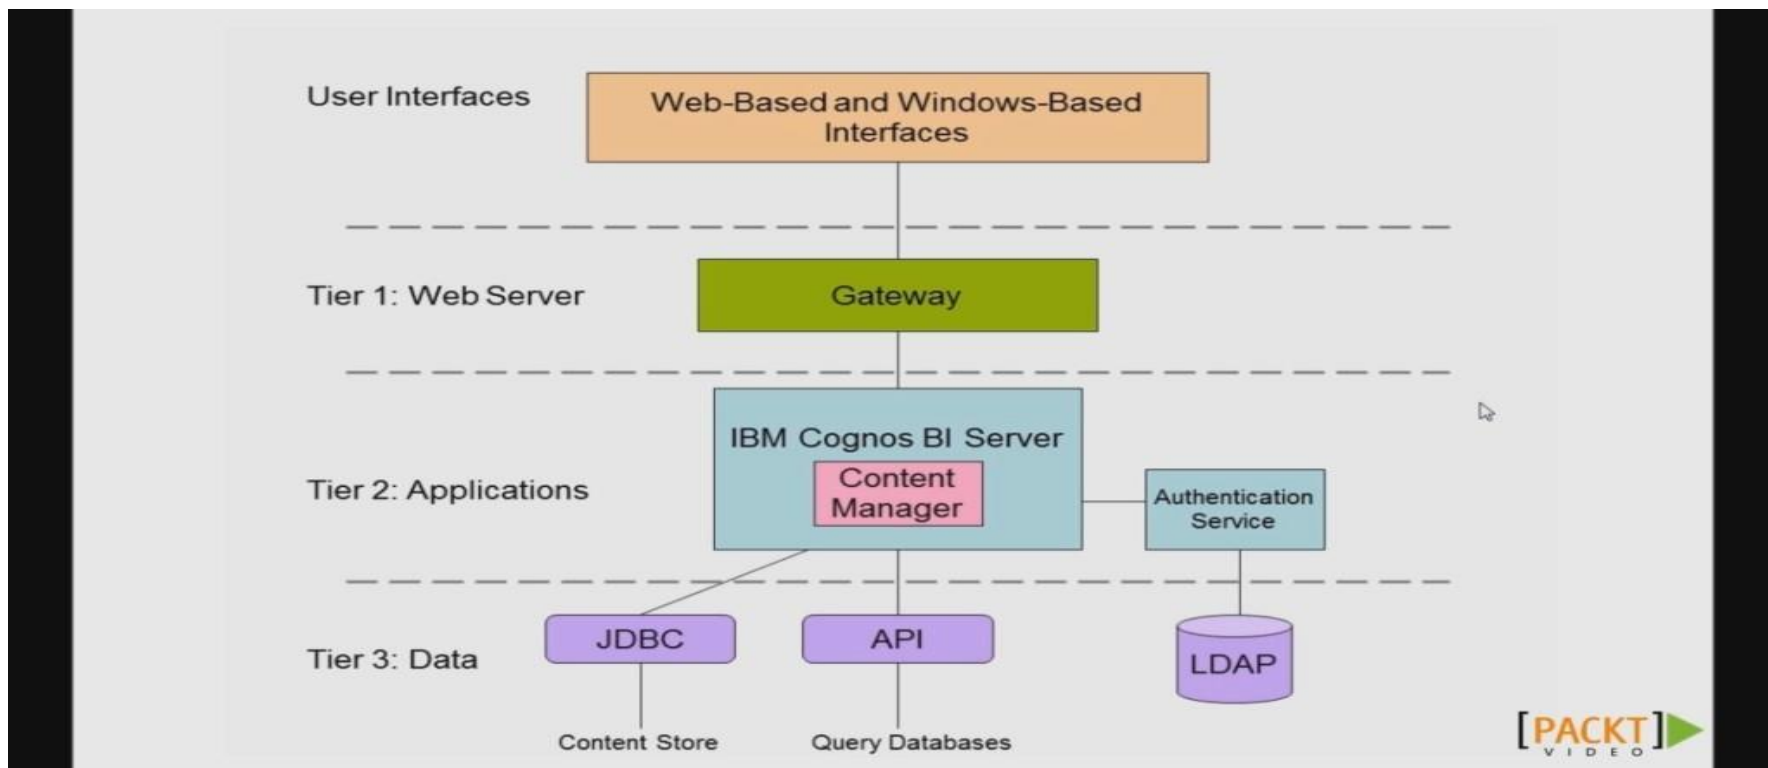 User Interfaces
Web-Based and Windows-Based
Interfaces
Tier 1: Web Server
Gateway
IBM Cognos BI Server
Content
Manager
Tier 2: Applications
Authentication
Service
JDBC
API
Tier 3: Data
LDAP
Content Store
Query Databases
[PACKT]
VIDEO